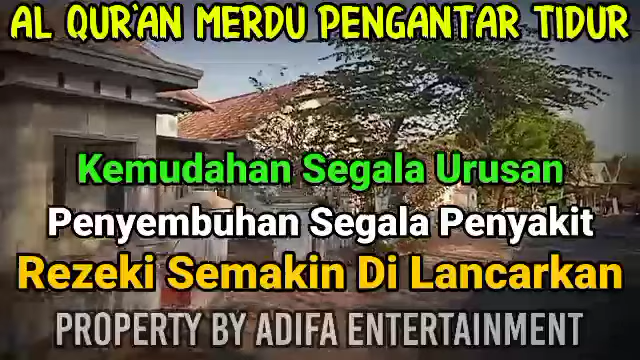 AL QUR'AN MERDU PENGANTAR TIDUR
Kemudahan Segala Urusan
Penyembuhan Segala Penyakit
Rezeki Semakin Di Lancarkan
PROPERTY BY ADIFA ENTERTAINMENT